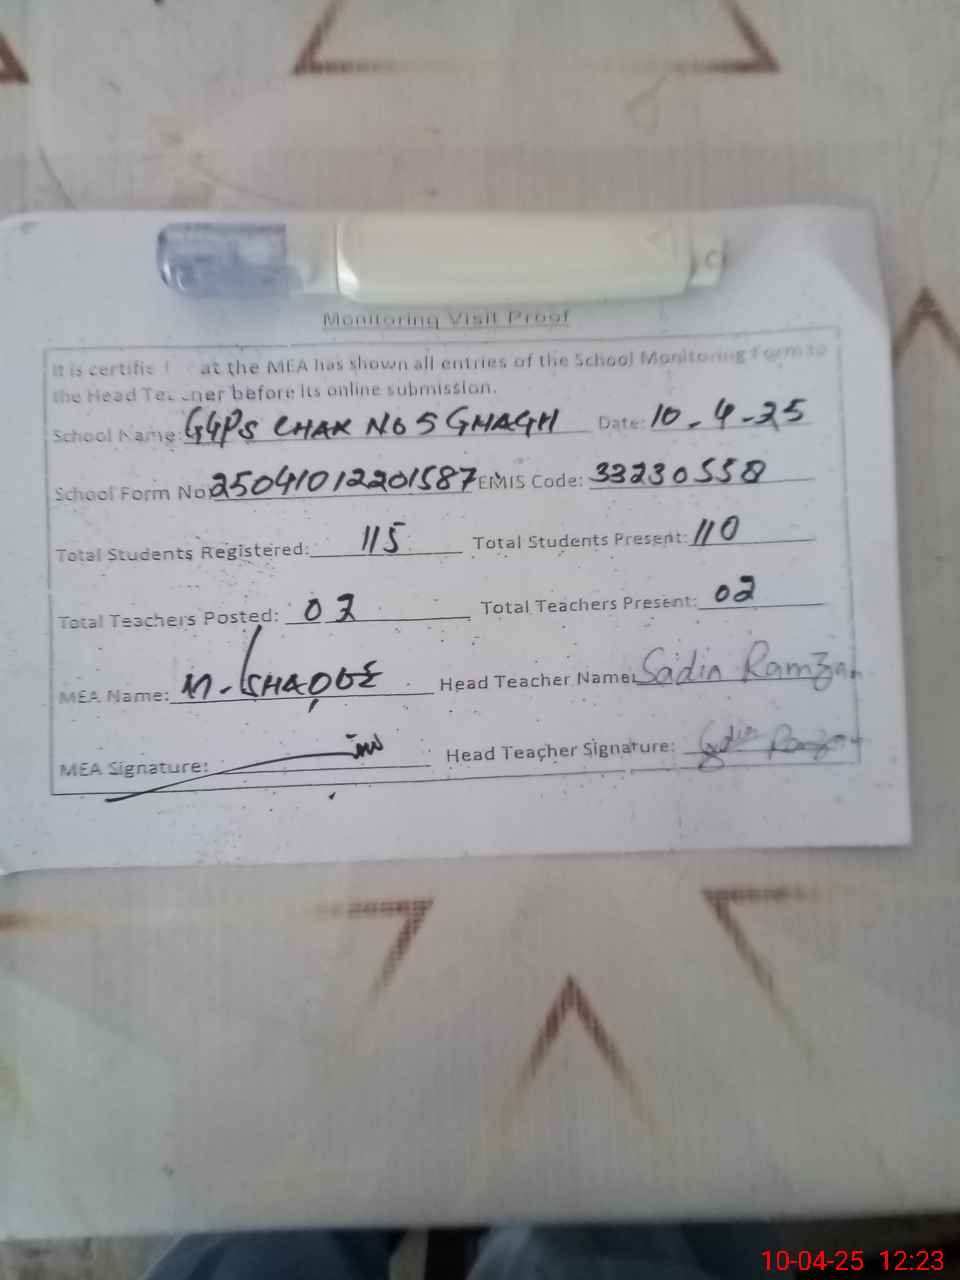 Monitoring Visit Proof
It is certifie at the MEA has shown all entries of the School Monitoring Form to
the Head Teacher before its online submission.
School Name: GGPS CHAK NO 5 GHAGH Date: 10-4-25
School Form No: 25041012201587 EMIS Code: 33230558
Total Students Registered: 115 Total Students Present: 110
Total Teachers Posted: 02 Total Teachers Present: 02
MEA Name: M. Head Teacher Name: Sadia Ramzan
MEA Signature: Head Teacher Signature: Sadia Ramzan
10-04-25 12:23